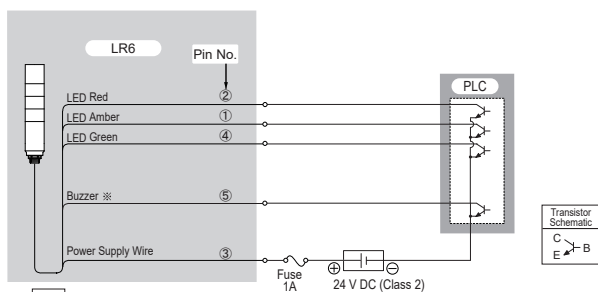 LR6
Pin No.
PLC
LED Red ②
LED Amber ①
LED Green ④
Buzzer ※ ⑤
Transistor
Schematic
C
B
E
Power Supply Wire ③
⊕ ⊖
Fuse
1A
24 V DC (Class 2)